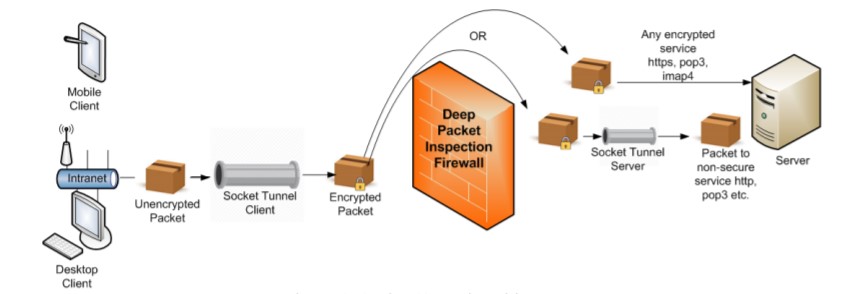 Mobile
Client
((·))
Intranet
Desktop
Client
Unencrypted
Packet
Socket Tunnel
Client
Encrypted
Packet
OR
Deep
Packet
Inspection
Firewall
Any encrypted
service
https, pop3,
imap4
Socket Tunnel
Server
Packet to
non-secure
service http,
pop3 etc.
Server